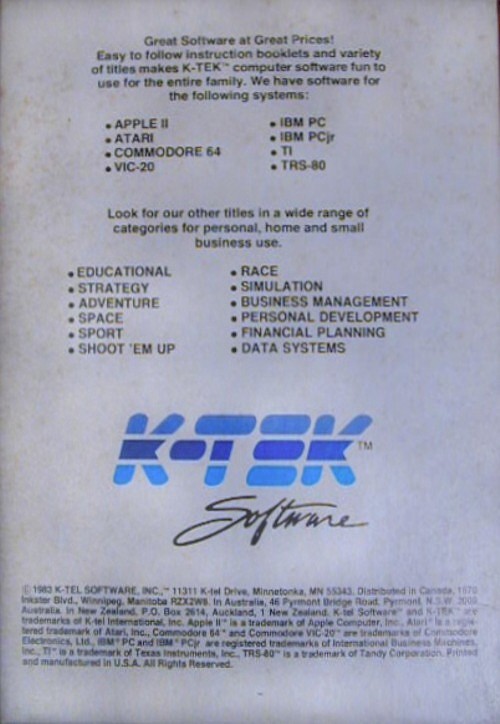 Great Software at Great Prices!
Easy to follow instruction booklets and variety
of titles makes K-TEK™ computer software fun to
use for the entire family. We have software for
the following systems:
• APPLE II
• ATARI
• COMMODORE 64
• VIC-20
• IBM PC
• IBM PCjr
• TI
• TRS-80
Look for our other titles in a wide range of
categories for personal, home and small
business use.
• EDUCATIONAL
• STRATEGY
• ADVENTURE
• SPACE
• SPORT
• SHOOT 'EM UP
• RACE
• SIMULATION
• BUSINESS MANAGEMENT
• PERSONAL DEVELOPMENT
• FINANCIAL PLANNING
• DATA SYSTEMS
K-TEK™
Software
© 1983 K-TEL SOFTWARE, INC.,™ 11311 K-tel Drive, Minnetonka, MN 55343. Distributed in Canada, 1670
Inkster Blvd., Winnipeg, Manitoba RZX2W8. In Australia, 46 Pyrmont Bridge Road, Pyrmont, N.S.W. 2009
Australia. In New Zealand, P.O. Box 2614, Auckland, 1 New Zealand. K-tel Software™ and K-TEK™ are
trademarks of K-tel International, Inc. Apple II™ is a trademark of Apple Computer, Inc., Atari® is a regis-
tered trademark of Atari, Inc., Commodore 64™ and Commodore VIC-20™ are trademarks of Commodore
Electronics, Ltd., IBM® PC and IBM® PCjr are registered trademarks of International Business Machines,
Inc., TI™ is a trademark of Texas Instruments, Inc., TRS-80™ is a trademark of Tandy Corporation. Printed
and manufactured in U.S.A. All Rights Reserved.